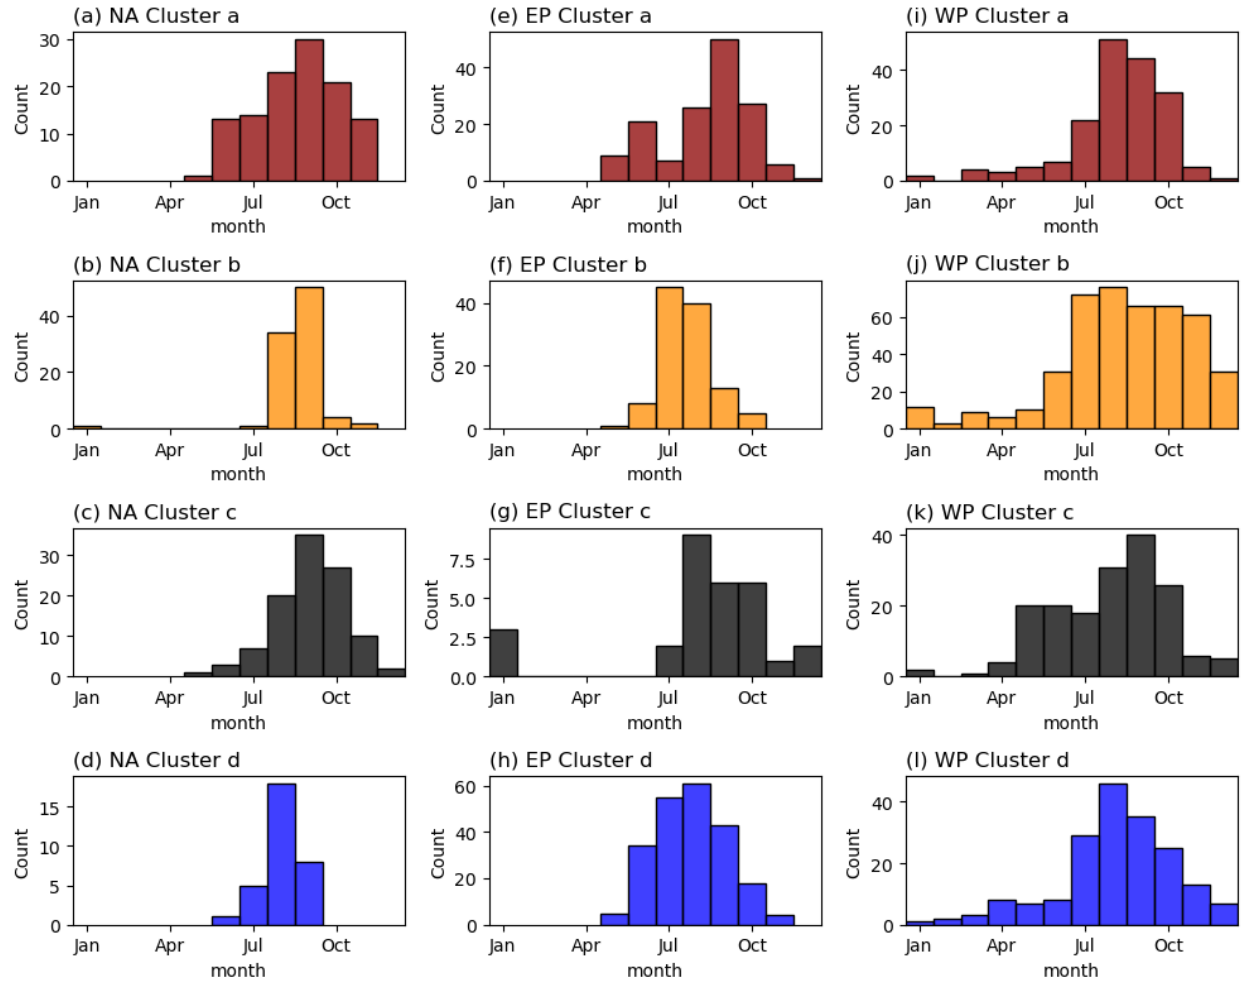 (a) NA Cluster a
30
20
10
0
Count
Jan Apr Jul Oct
month
(e) EP Cluster a
40
20
0
Count
Jan Apr Jul Oct
month
(i) WP Cluster a
40
20
0
Count
Jan Apr Jul Oct
month
(b) NA Cluster b
40
20
0
Count
Jan Apr Jul Oct
month
(f) EP Cluster b
40
20
0
Count
Jan Apr Jul Oct
month
(j) WP Cluster b
60
40
20
0
Count
Jan Apr Jul Oct
month
(c) NA Cluster c
30
20
10
0
Count
Jan Apr Jul Oct
month
(g) EP Cluster c
7.5
5.0
2.5
0.0
Count
Jan Apr Jul Oct
month
(k) WP Cluster c
40
20
0
Count
Jan Apr Jul Oct
month
(d) NA Cluster d
15
10
5
0
Count
Jan Apr Jul Oct
month
(h) EP Cluster d
60
40
20
0
Count
Jan Apr Jul Oct
month
(l) WP Cluster d
40
20
0
Count
Jan Apr Jul Oct
month